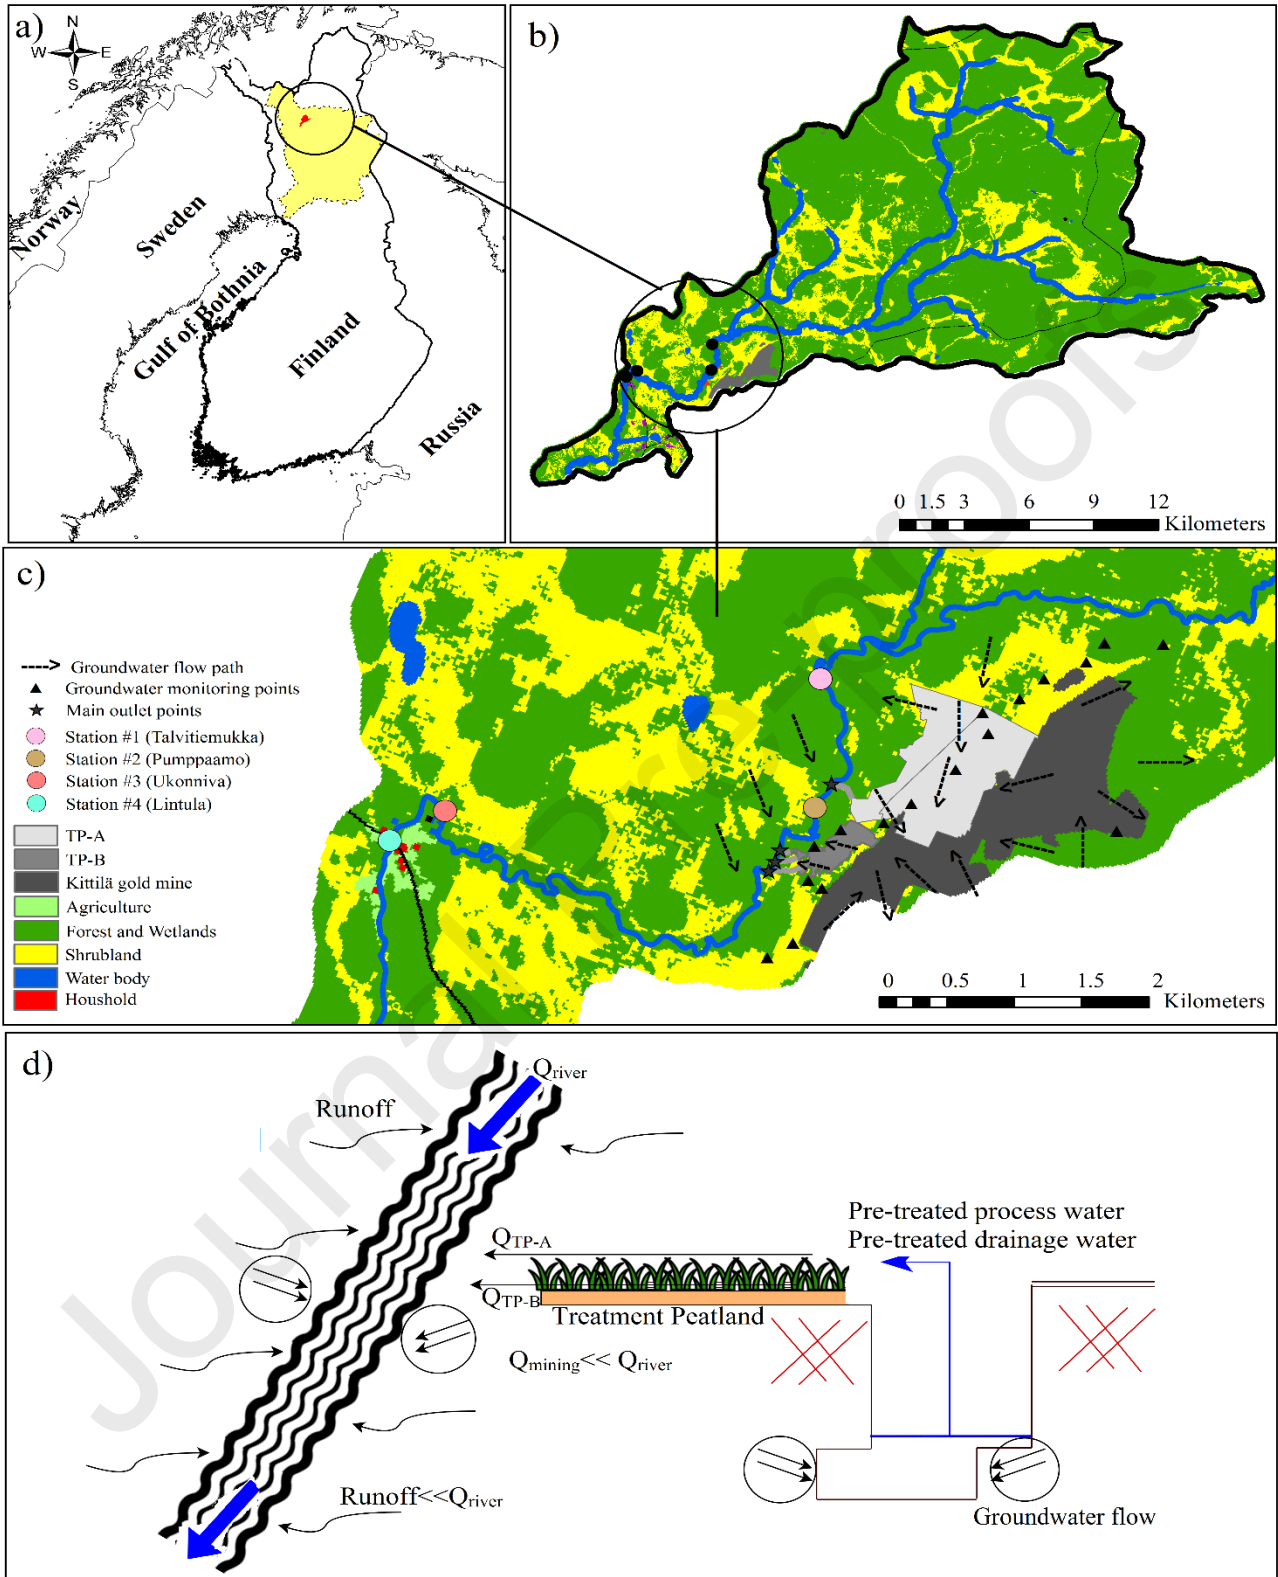 a)
N
W E
S
Norway
Sweden
Gulf of Bothnia
Finland
Russia
b)
0 1.5 3 6 9 12
Kilometers
c)
Groundwater flow path
Groundwater monitoring points
Main outlet points
Station #1 (Talvitiemukka)
Station #2 (Pumppaamo)
Station #3 (Ukonniva)
Station #4 (Lintula)
TP-A
TP-B
Kittilä gold mine
Agriculture
Forest and Wetlands
Shrubland
Water body
Houshold
0 0.5 1 1.5 2
Kilometers
d)
Qriver
Runoff
Pre-treated process water
Pre-treated drainage water
QTP-A
QTP-B
Treatment Peatland
Qmining<< Qriver
Runoff<<Qriver
Groundwater flow
Journal Pre-proofs